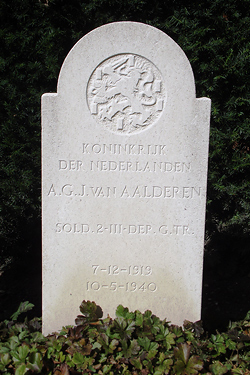 KONINKRIJK
DER NEDERLANDEN
A.G.J. VAN AALDEREN
SOLD. 2-III-DEP. G.TR.
7-12-1919
10-5-1940